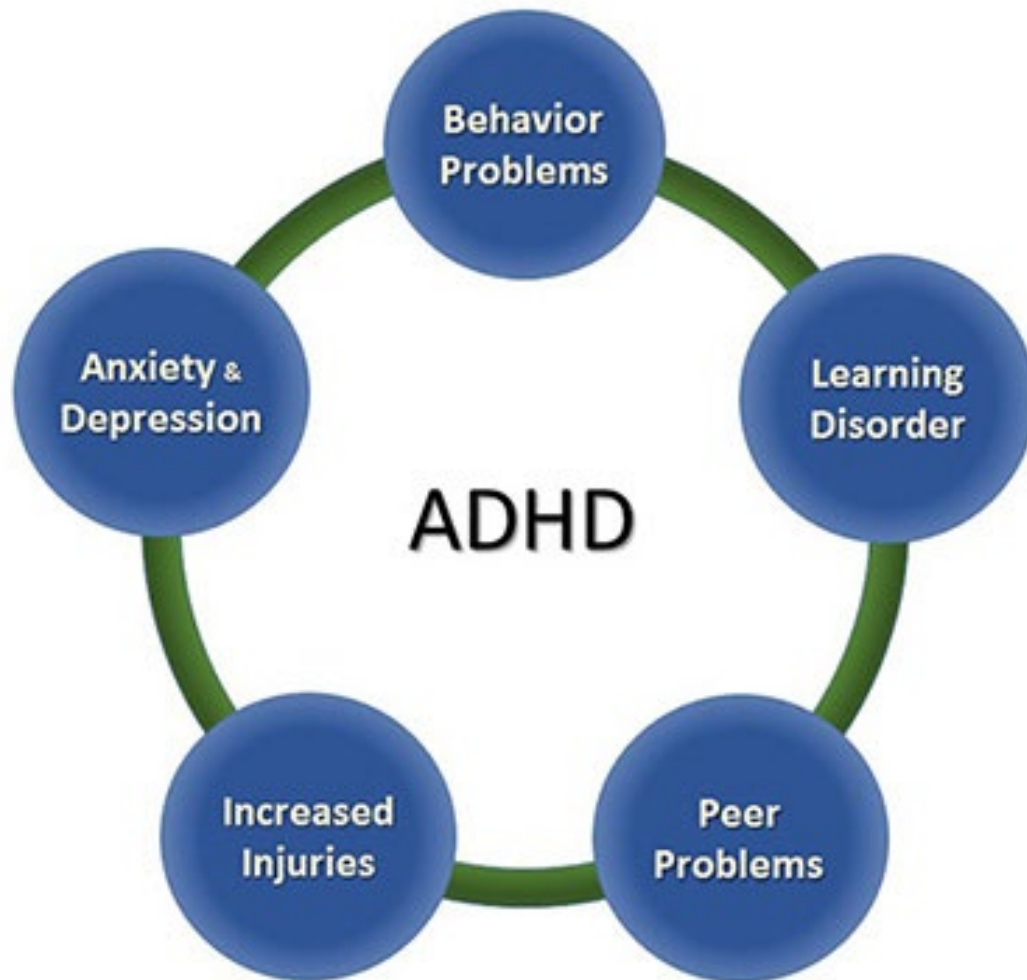 Behavior
Problems
Learning
Disorder
Peer
Problems
Increased
Injuries
Anxiety &
Depression
ADHD